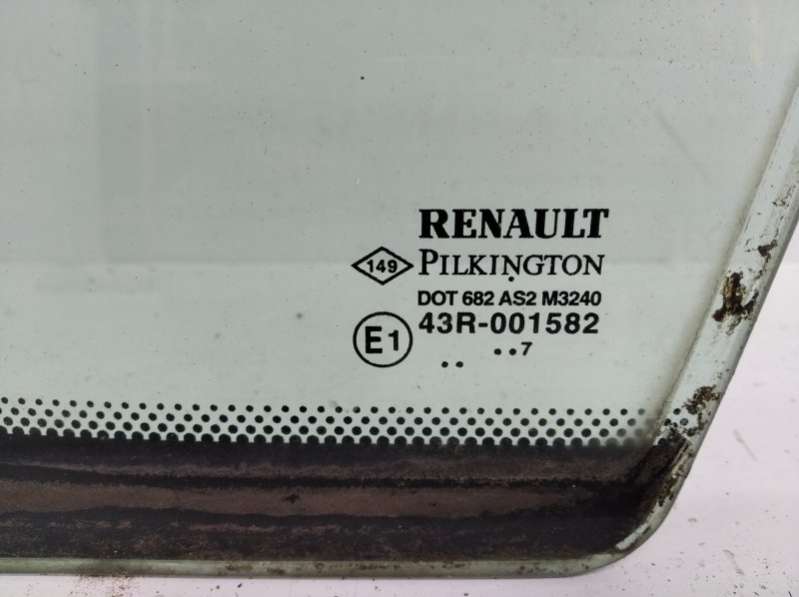 RENAULT
149 PILKINGTON
DOT 682 AS2 M3240
E1 43R-001582
.. ..7